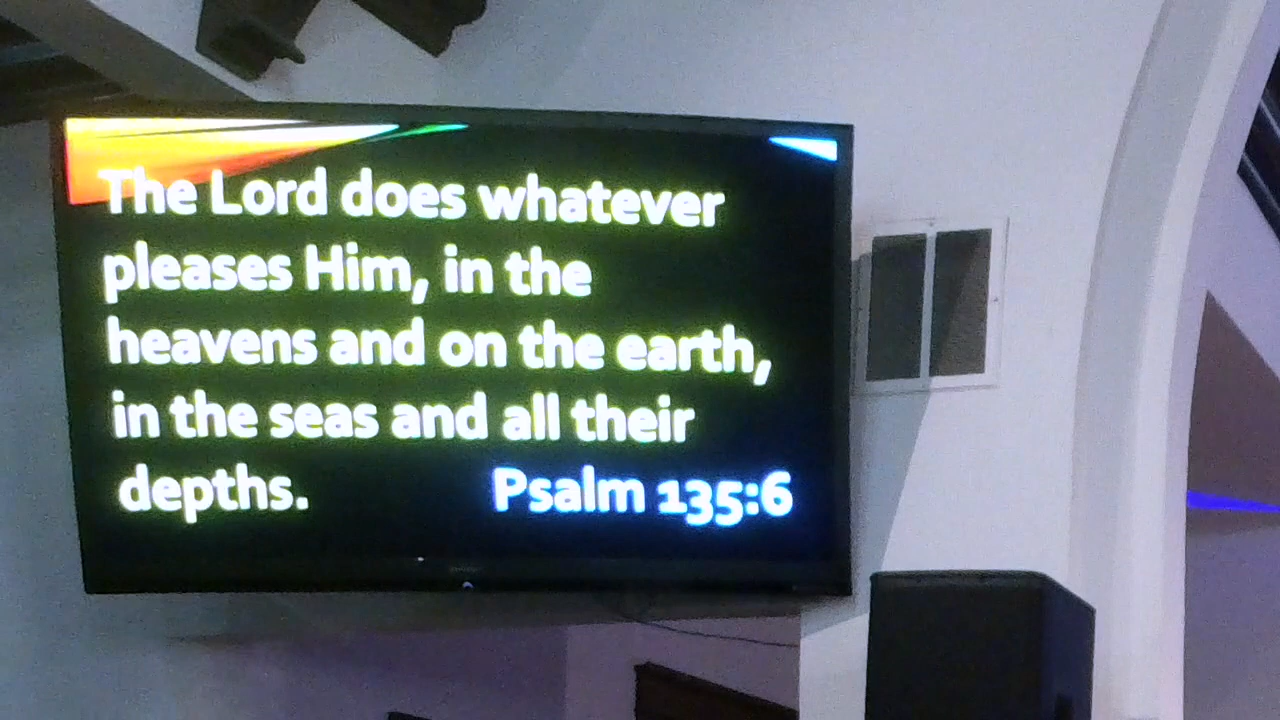 The Lord does whatever
pleases Him, in the
heavens and on the earth,
in the seas and all their
depths. Psalm 135:6